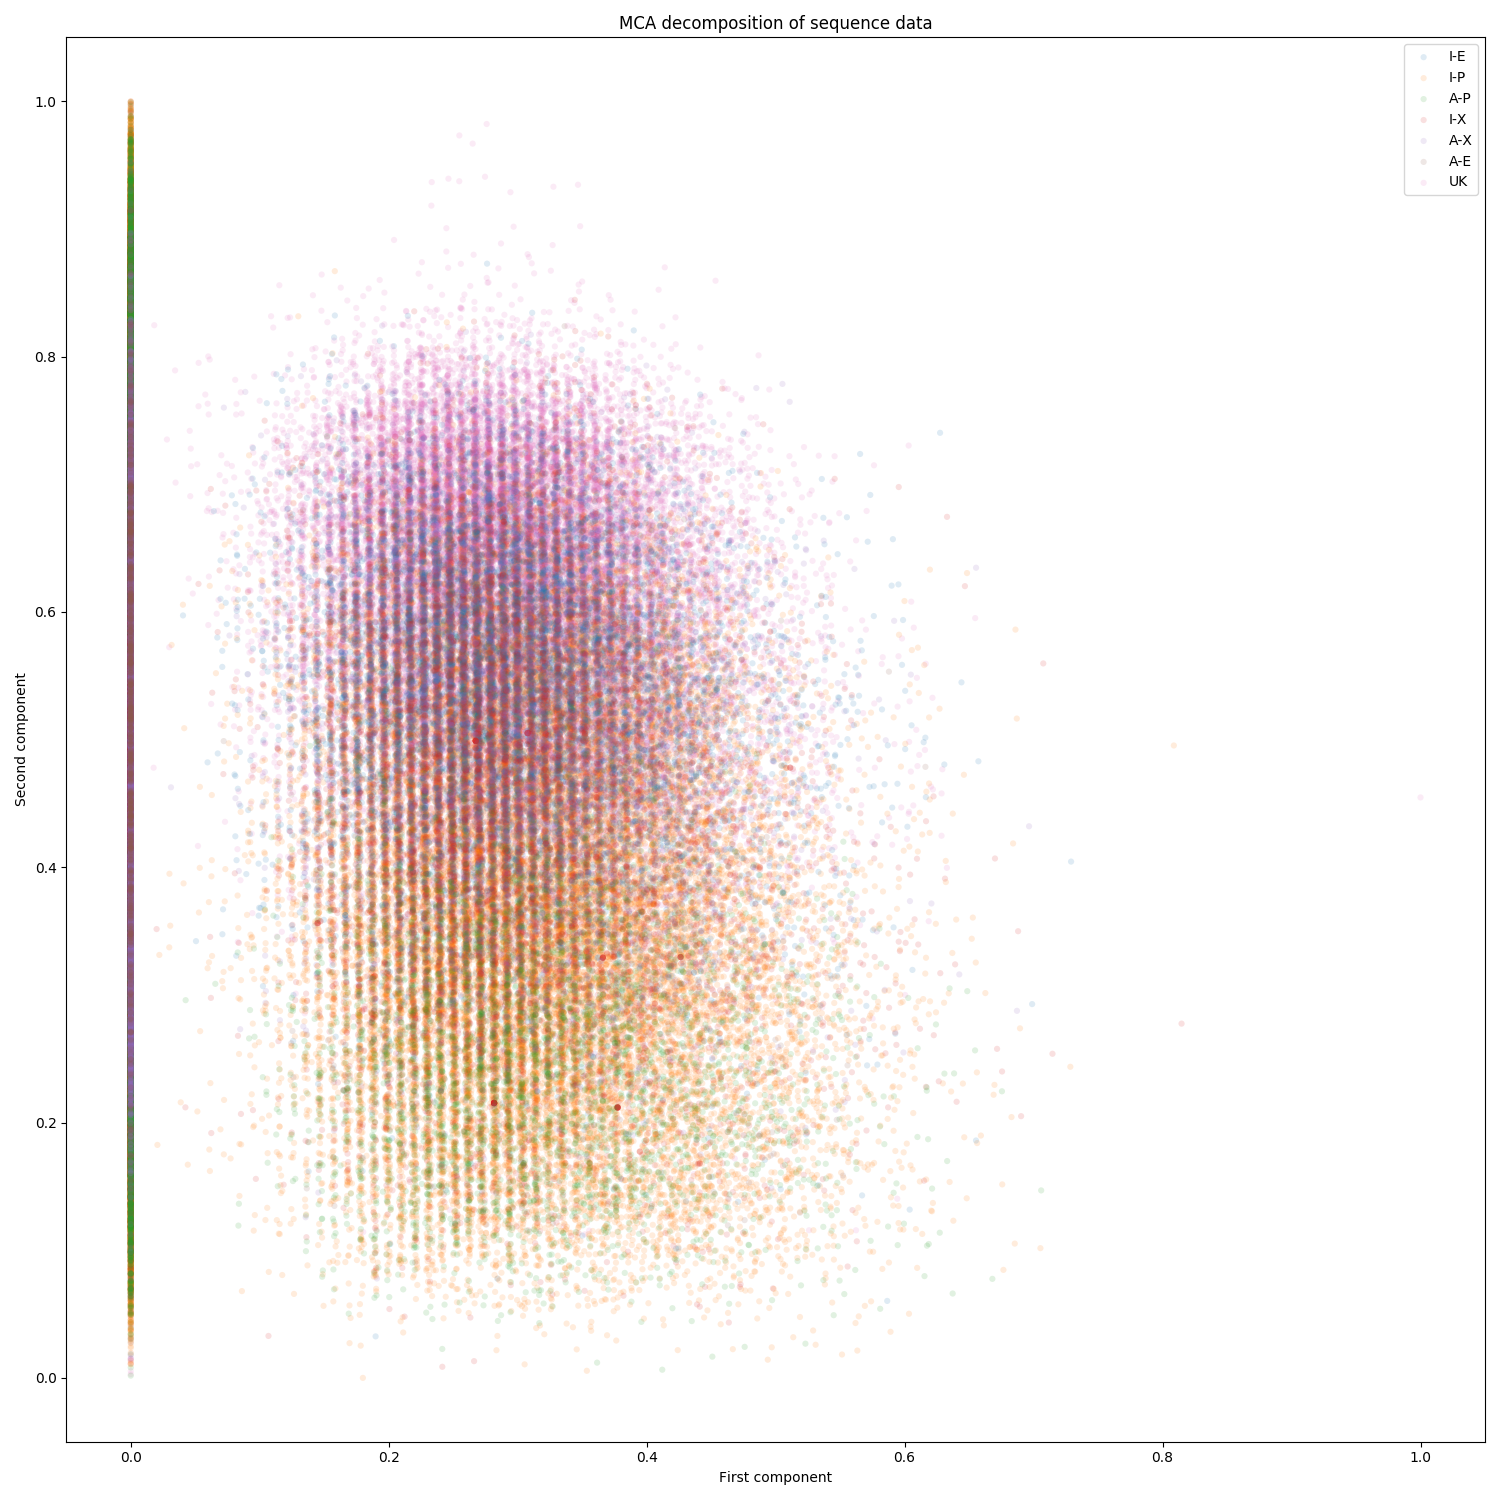 MCA decomposition of sequence data
I-E
I-P
A-P
I-X
A-X
A-E
UK
1.0
0.8
0.6
0.4
0.2
0.0
Second component
0.0 0.2 0.4 0.6 0.8 1.0
First component